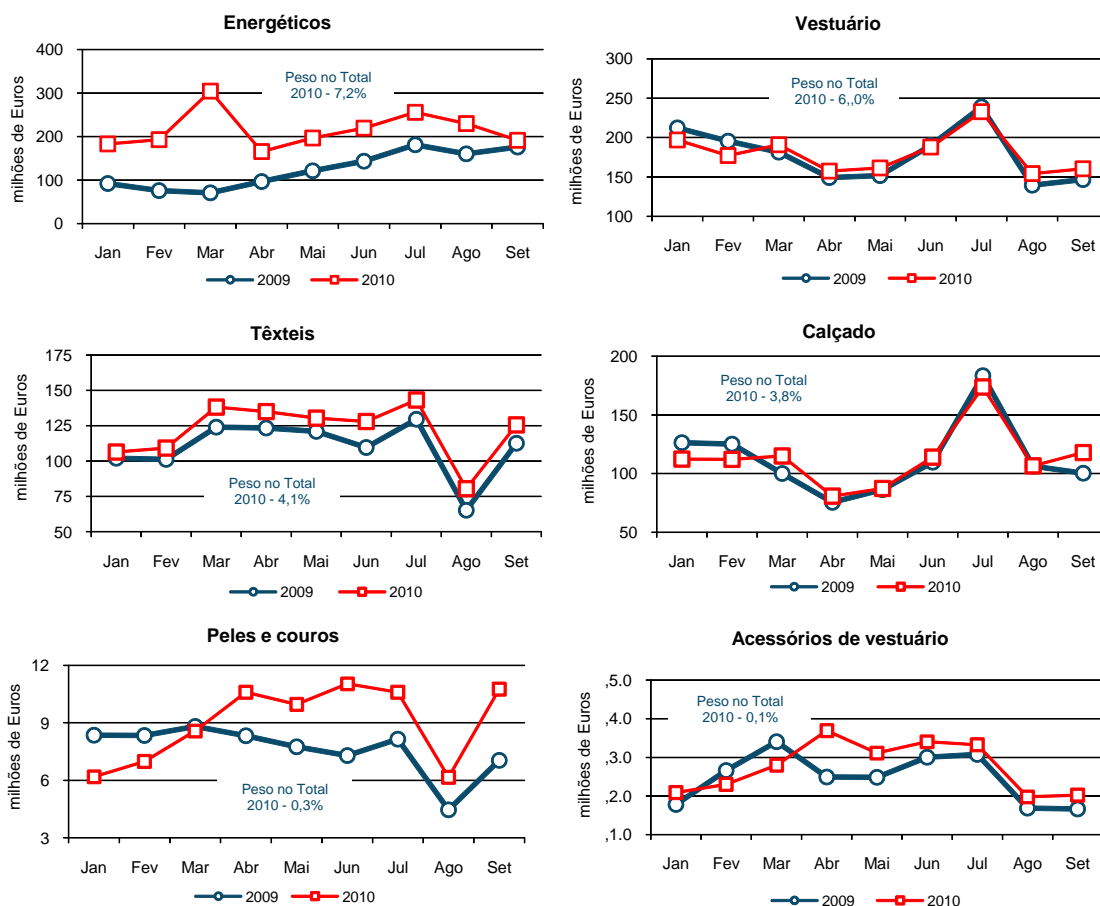 Energéticos
milhões de Euros
400
300
200
100
0
Peso no Total
2010 - 7,2%
Jan Fev Mar Abr Mai Jun Jul Ago Set
2009 2010
Vestuário
milhões de Euros
300
250
200
150
100
Peso no Total
2010 - 6,,0%
Jan Fev Mar Abr Mai Jun Jul Ago Set
2009 2010
Têxteis
milhões de Euros
175
150
125
100
75
50
Peso no Total
2010 - 4,1%
Jan Fev Mar Abr Mai Jun Jul Ago Set
2009 2010
Calçado
milhões de Euros
200
150
100
50
Peso no Total
2010 - 3,8%
Jan Fev Mar Abr Mai Jun Jul Ago Set
2009 2010
Peles e couros
milhões de Euros
12
9
6
3
Peso no Total
2010 - 0,3%
Jan Fev Mar Abr Mai Jun Jul Ago Set
2009 2010
Acessórios de vestuário
milhões de Euros
,5.0
,4.0
,3.0
,2.0
,1.0
Peso no Total
2010 - 0,1%
Jan Fev Mar Abr Mai Jun Jul Ago Set
2009 2010